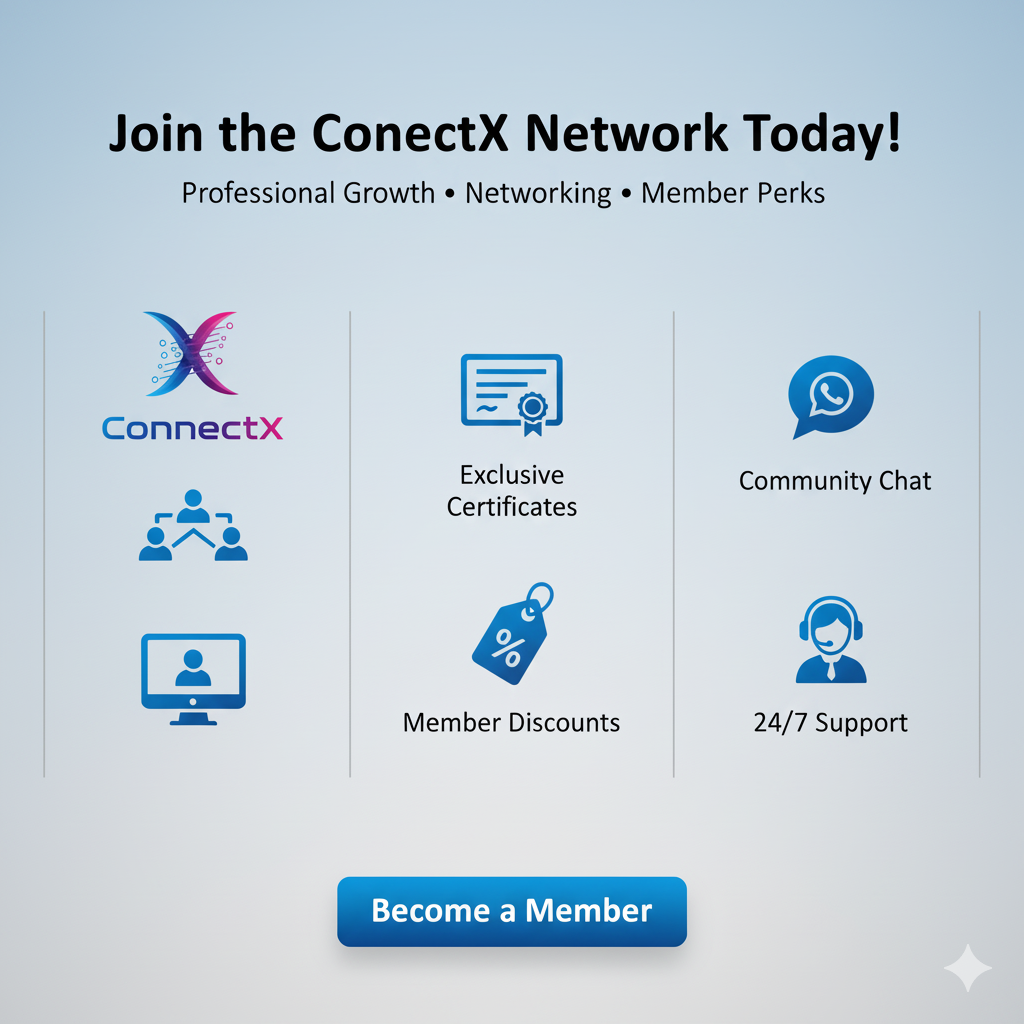 Join the ConectX Network Today!
Professional Growth • Networking • Member Perks
ConnectX
Exclusive
Certificates
Community Chat
%
Member Discounts
24/7 Support
Become a Member